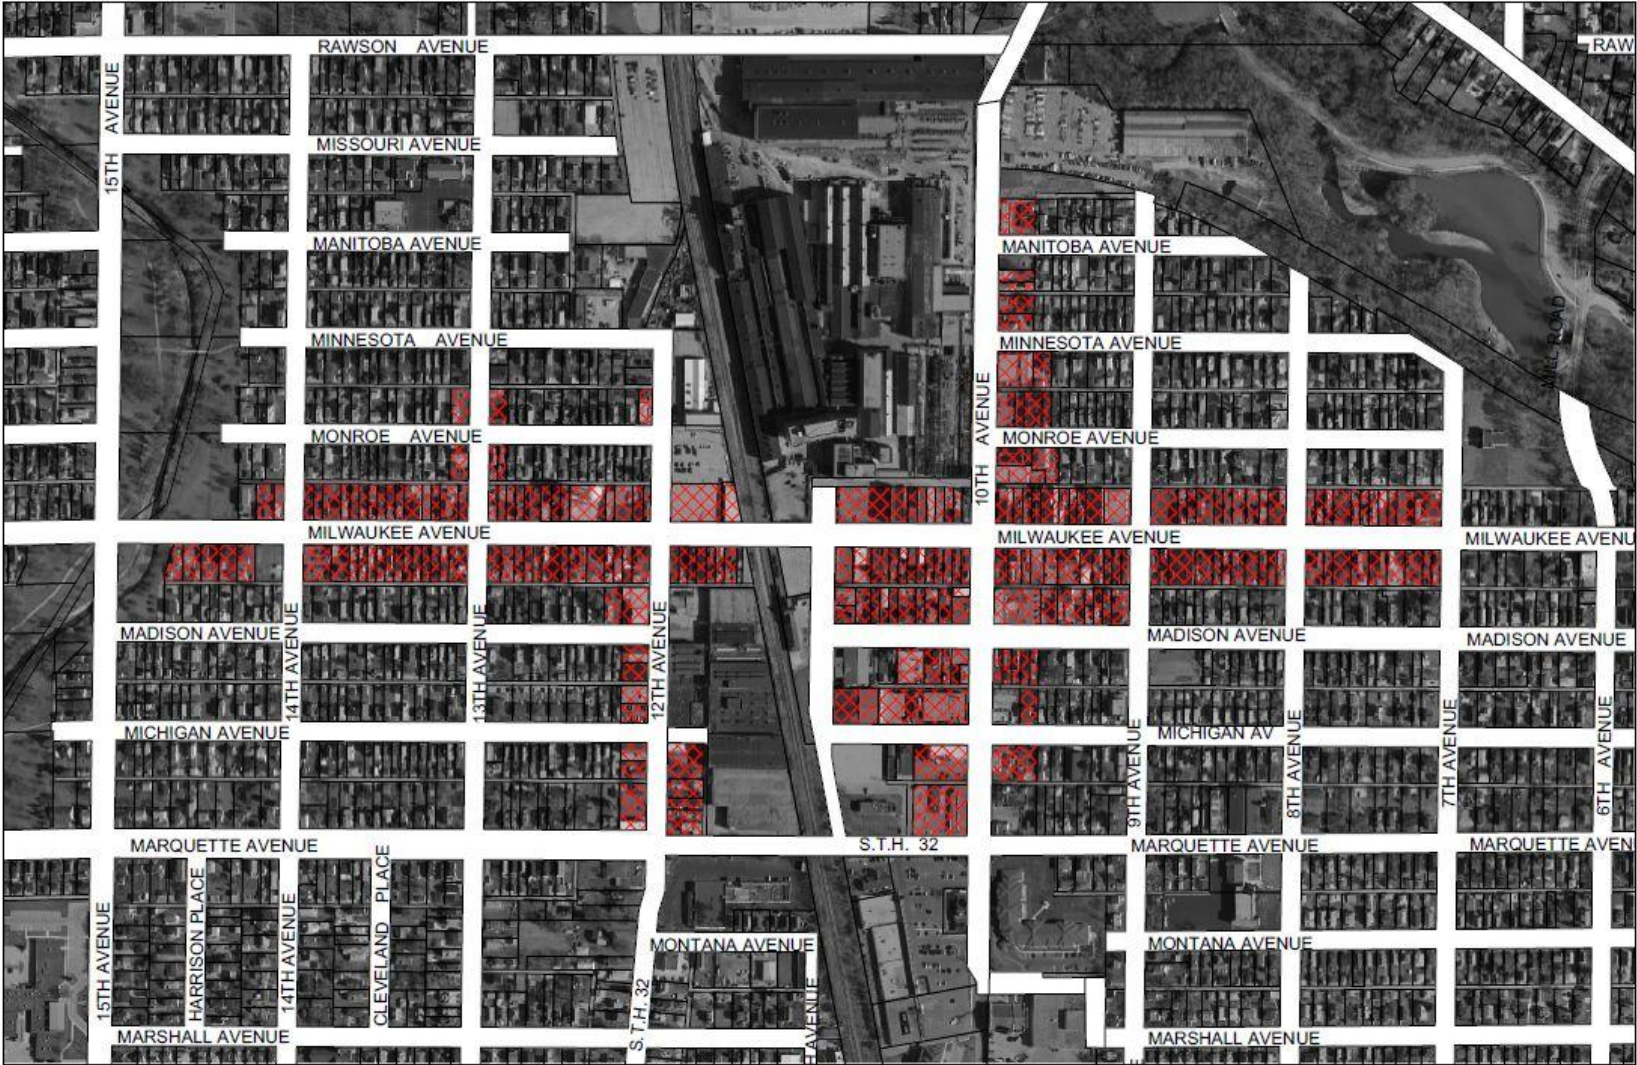 RAWSON AVENUE
RAW
15TH AVENUE
MISSOURI AVENUE
MANITOBA AVENUE
MANITOBA AVENUE
MINNESOTA AVENUE
MINNESOTA AVENUE
MILL ROAD
10TH AVENUE
MONROE AVENUE
MONROE AVENUE
MILWAUKEE AVENUE
MILWAUKEE AVENUE
MILWAUKEE AVENU
MADISON AVENUE
14TH AVENUE
13TH AVENUE
12TH AVENUE
MADISON AVENUE
MADISON AVENUE
MICHIGAN AVENUE
MICHIGAN AV
9TH AVENUE
8TH AVENUE
7TH AVENUE
6TH AVENUE
MARQUETTE AVENUE
S.T.H. 32
MARQUETTE AVENUE
MARQUETTE AVEN
15TH AVENUE
HARRISON PLACE
14TH AVENUE
CLEVELAND PLACE
S.T.H. 32
MONTANA AVENUE
H AVENUE
MONTANA AVENUE
MARSHALL AVENUE
MARSHALL AVENUE